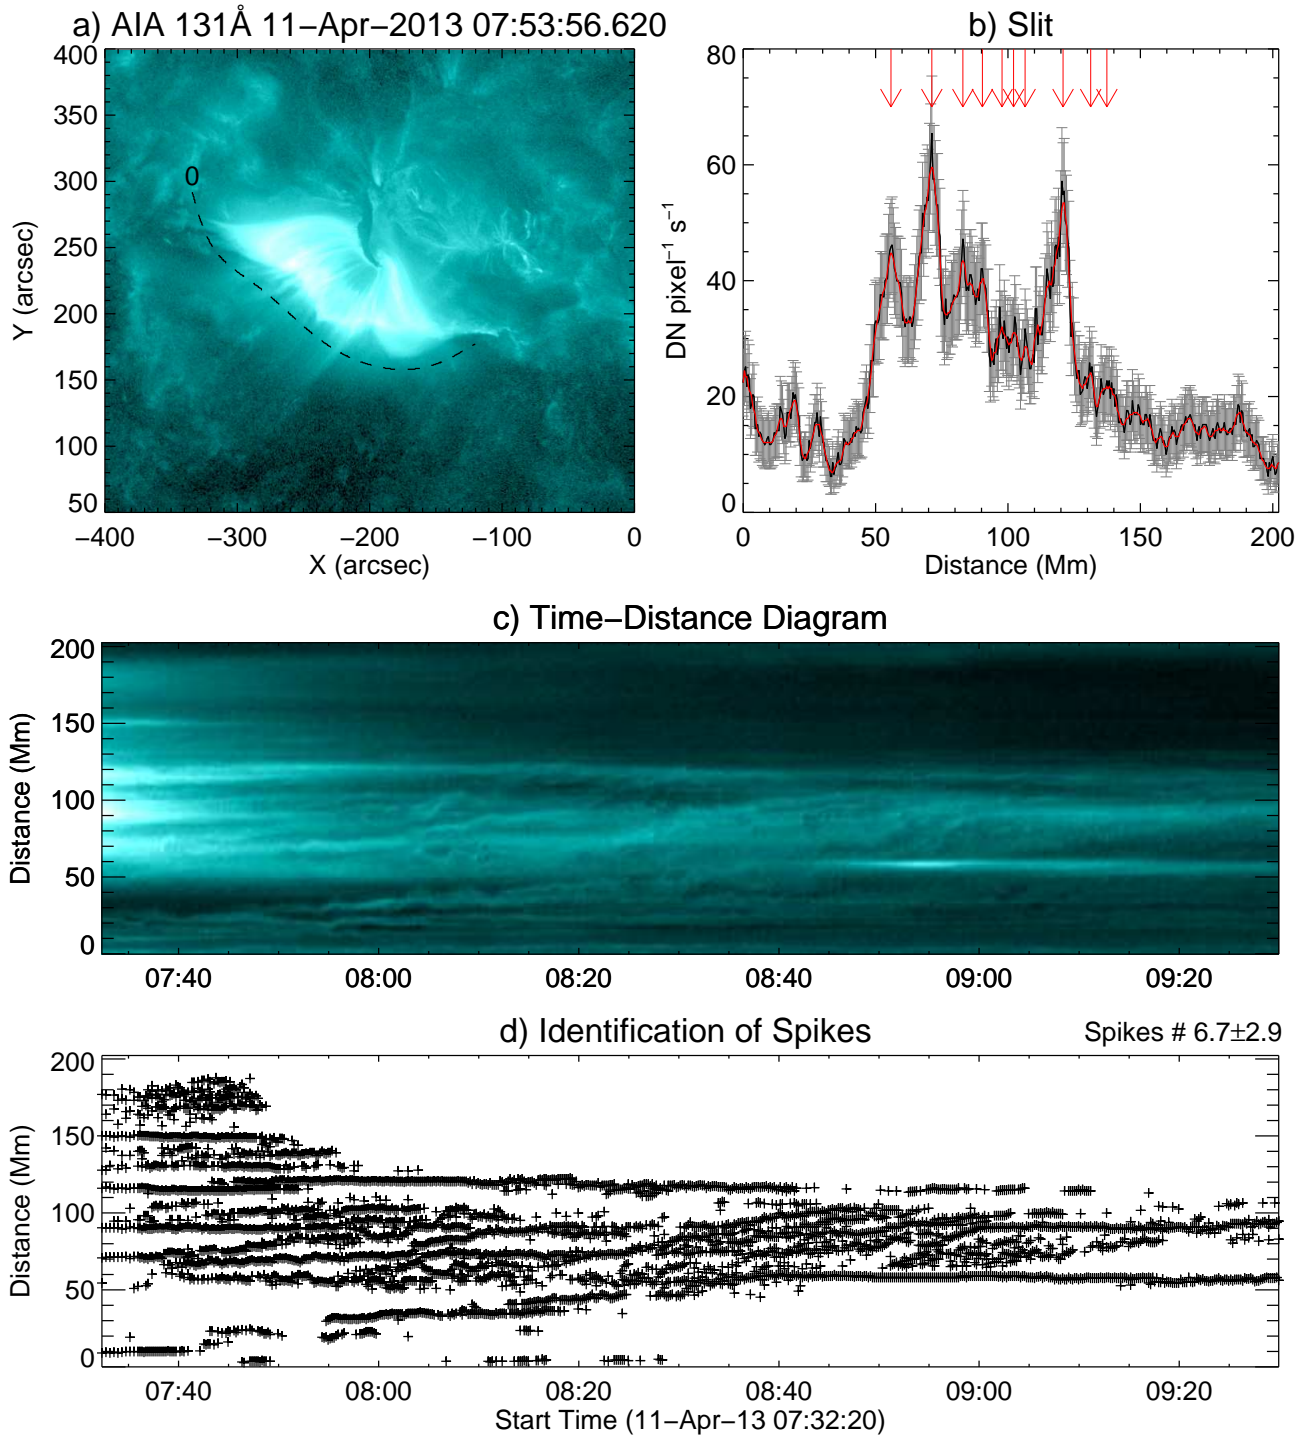 a) AIA 131Å 11−Apr−2013 07:53:56.620
400
350
300
250
200
150
100
50
Y (arcsec)
0
−400 −300 −200 −100 0
X (arcsec)
b) Slit
80
60
40
20
0
DN pixel⁻¹ s⁻¹
0 50 100 150 200
Distance (Mm)
c) Time−Distance Diagram
200
150
100
50
0
Distance (Mm)
07:40 08:00 08:20 08:40 09:00 09:20
d) Identification of Spikes
Spikes # 6.7±2.9
200
150
100
50
0
Distance (Mm)
07:40 08:00 08:20 08:40 09:00 09:20
Start Time (11−Apr−13 07:32:20)